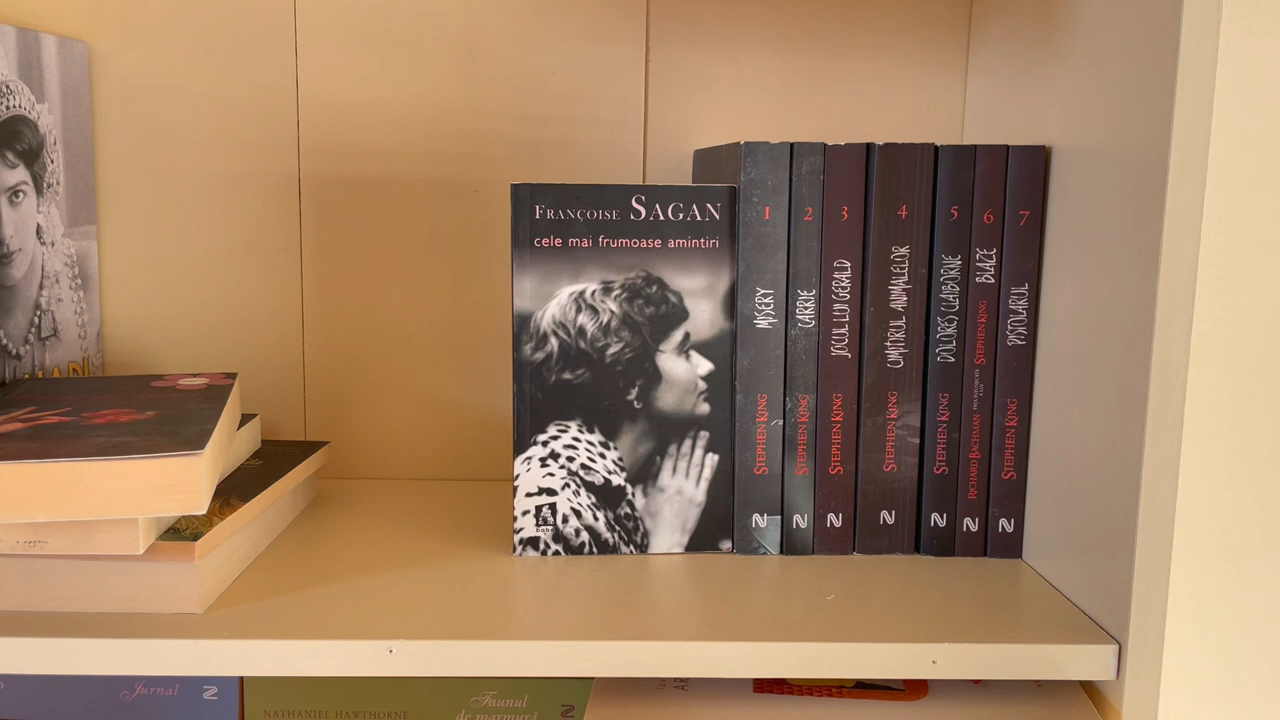 FRANÇOISE SAGAN
cele mai frumoase amintiri
babel
1
MISERY
STEPHEN KING
2
CARRIE
STEPHEN KING
3
JOCUL LUI GERALD
STEPHEN KING
4
CIMITIRUL ANIMALELOR
STEPHEN KING
5
DOLORES CLAIBORNE
STEPHEN KING
6
BLAZE
STEPHEN KING
RICHARD BACHMAN
7
PISTOLARUL
STEPHEN KING
Jurnal
NATHANIEL HAWTHORNE
Faunul
de marmură